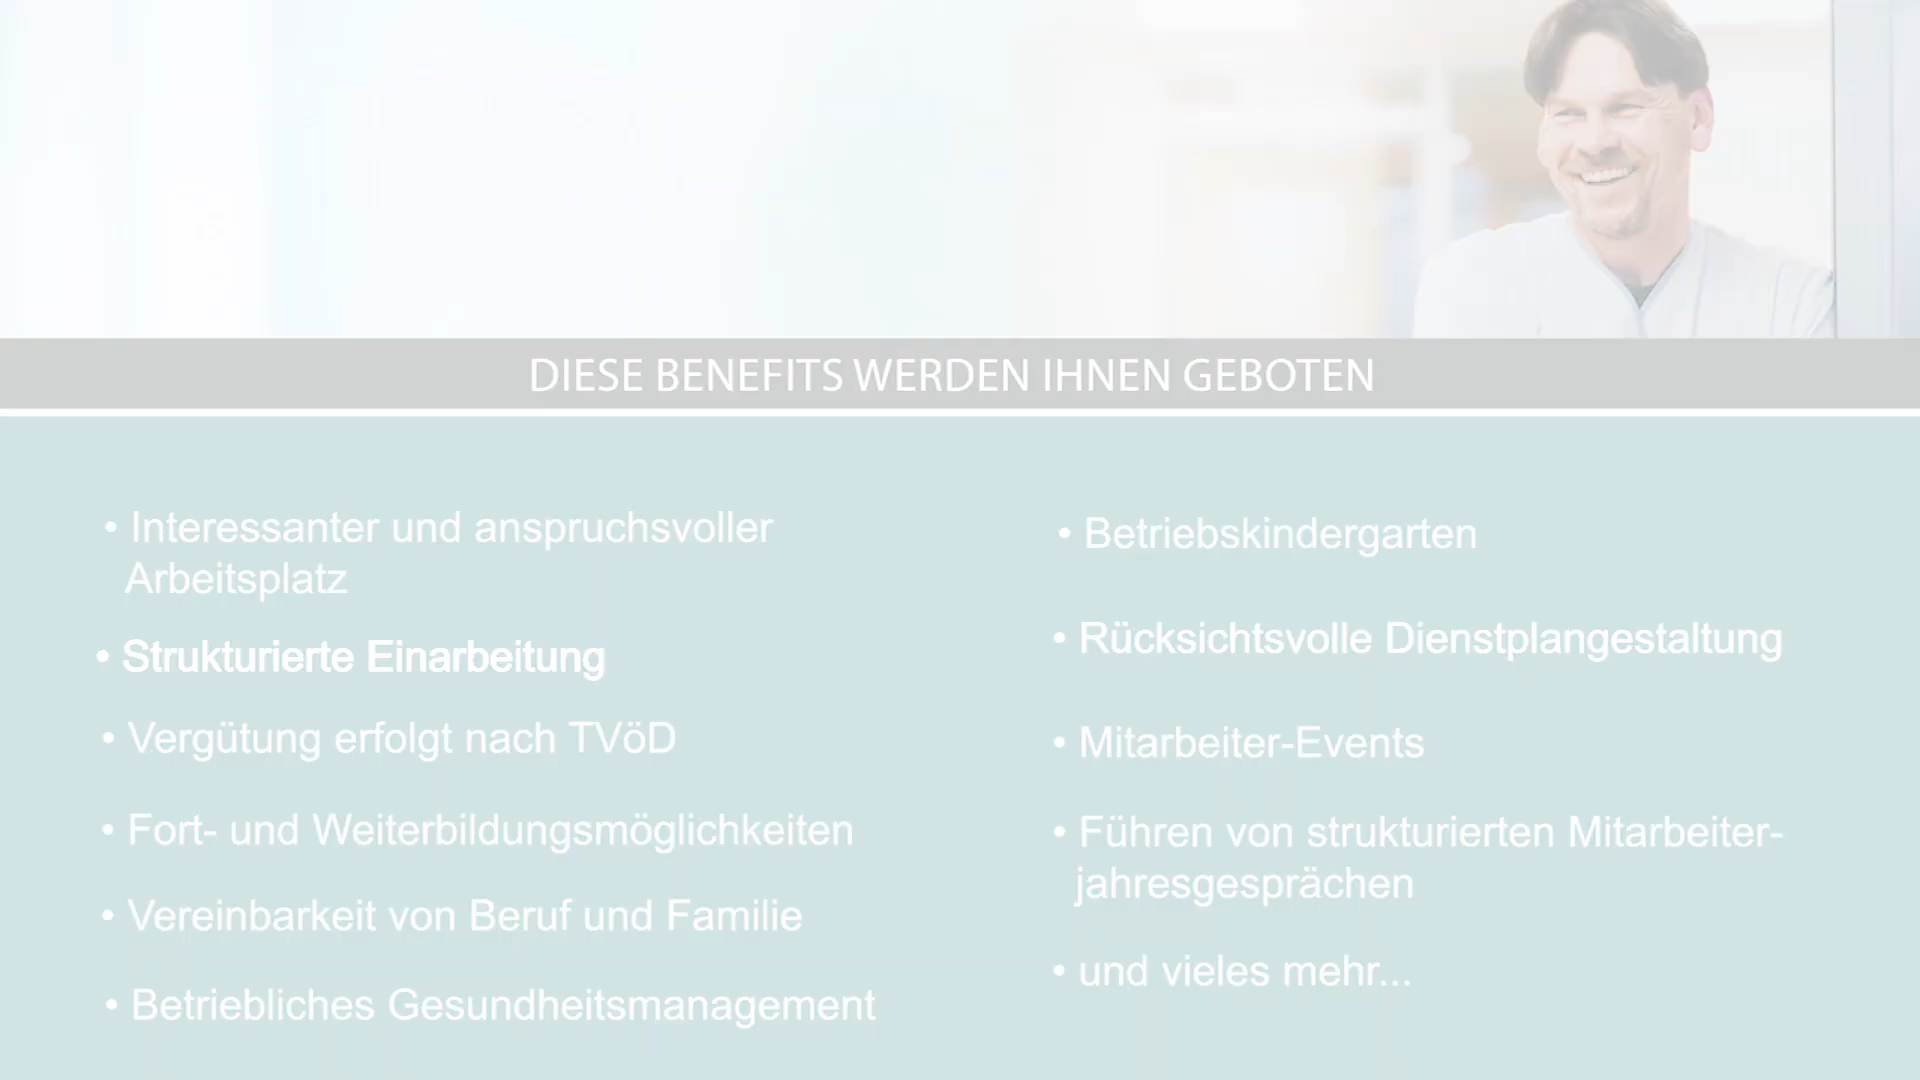 DIESE BENEFITS WERDEN IHNEN GEBOTEN
• Interessanter und anspruchsvoller
Arbeitsplatz
• Strukturierte Einarbeitung
• Vergütung erfolgt nach TVöD
• Fort- und Weiterbildungsmöglichkeiten
• Vereinbarkeit von Beruf und Familie
• Betriebliches Gesundheitsmanagement
• Betriebskindergarten
• Rücksichtsvolle Dienstplangestaltung
• Mitarbeiter-Events
• Führen von strukturierten Mitarbeiter-
jahresgesprächen
• und vieles mehr...